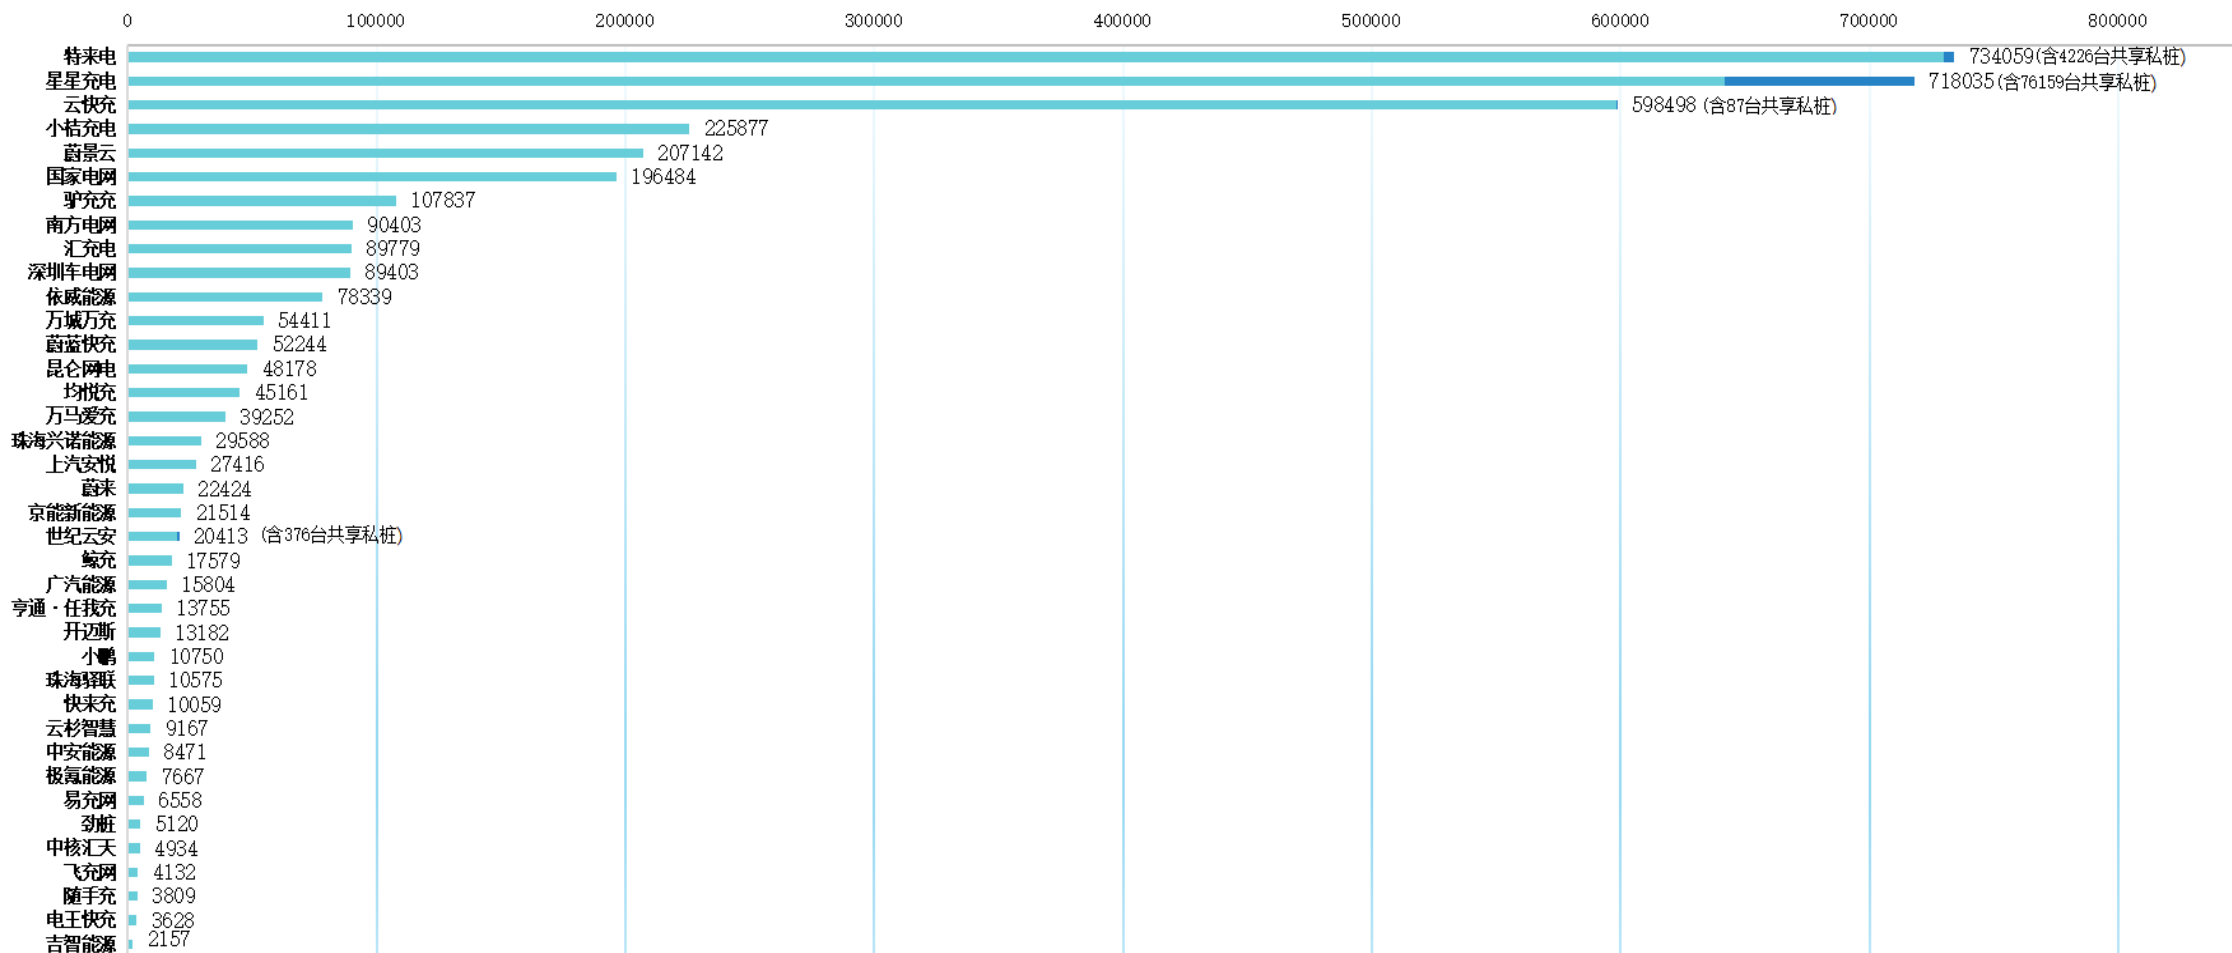 0 100000 200000 300000 400000 500000 600000 700000 800000
特来电 734059(含4226台共享私桩)
星星充电 718035(含76159台共享私桩)
云快充 598498 (含87台共享私桩)
小桔充电 225877
蔚景云 207142
国家电网 196484
驴充充 107837
南方电网 90403
汇充电 89779
深圳车电网 89403
依威能源 78339
万城万充 54411
蔚蓝快充 52244
昆仑网电 48178
均悦充 45161
万马爱充 39252
珠海兴诺能源 29588
上汽安悦 27416
蔚来 22424
京能新能源 21514
世纪云安 20413 (含376台共享私桩)
鲸充 17579
广汽能源 15804
亨通·任我充 13755
开迈斯 13182
小鹏 10750
珠海驿联 10575
快来充 10059
云杉智慧 9167
中安能源 8471
极氪能源 7667
易充网 6558
劲桩 5120
中核汇天 4934
飞充网 4132
随手充 3809
电王快充 3628
吉智能源 2157